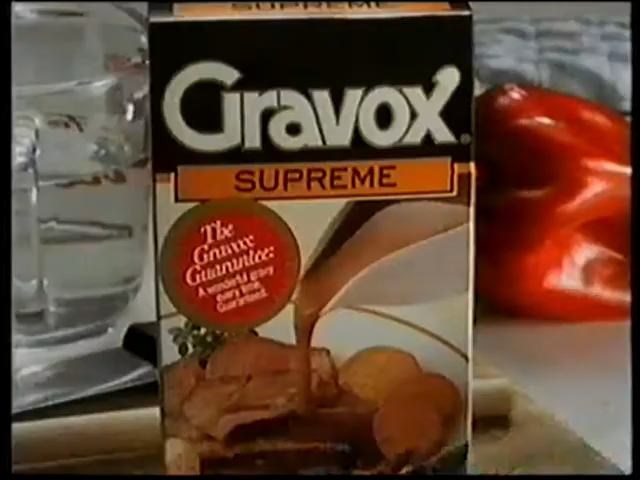 SUPREME
Gravox
SUPREME
The
Gravox
Guarantee:
A wonderful gravy
every time.
Guaranteed.